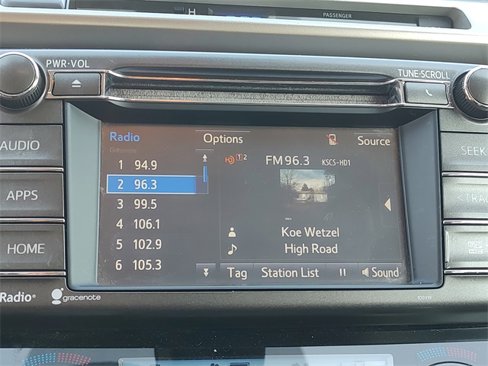 H
PASSENGER
PWR·VOL
TUNE·SCROLL
AUDIO
APPS
HOME
Radio
Options
Source
1 94.9
2 96.3
3 99.5
4 106.1
5 102.9
6 105.3
FM 96.3 KSCS-HD1
Koe Wetzel
High Road
Tag
Station List
Sound
SEEK
TRAC
Radio®
gracenote